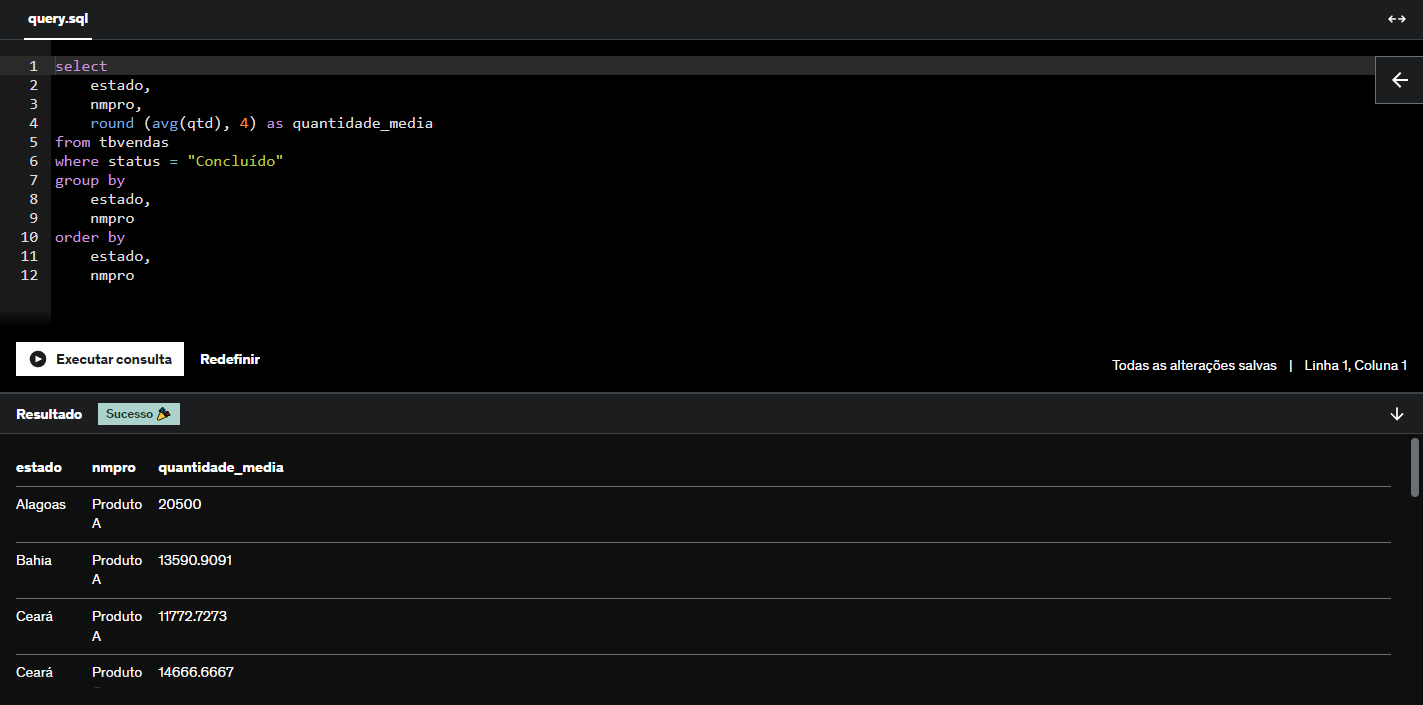 query.sql
1 select
2     estado,
3     nmpro,
4     round (avg(qtd), 4) as quantidade_media
5 from tbvendas
6 where status = "Concluído"
7 group by
8     estado,
9     nmpro
10 order by
11     estado,
12     nmpro
Executar consulta Redefinir
Todas as alterações salvas | Linha 1, Coluna 1
Resultado Sucesso
estado nmpro quantidade_media
Alagoas Produto 20500
A
Bahia Produto 13590.9091
A
Ceará Produto 11772.7273
A
Ceará Produto 14666.6667